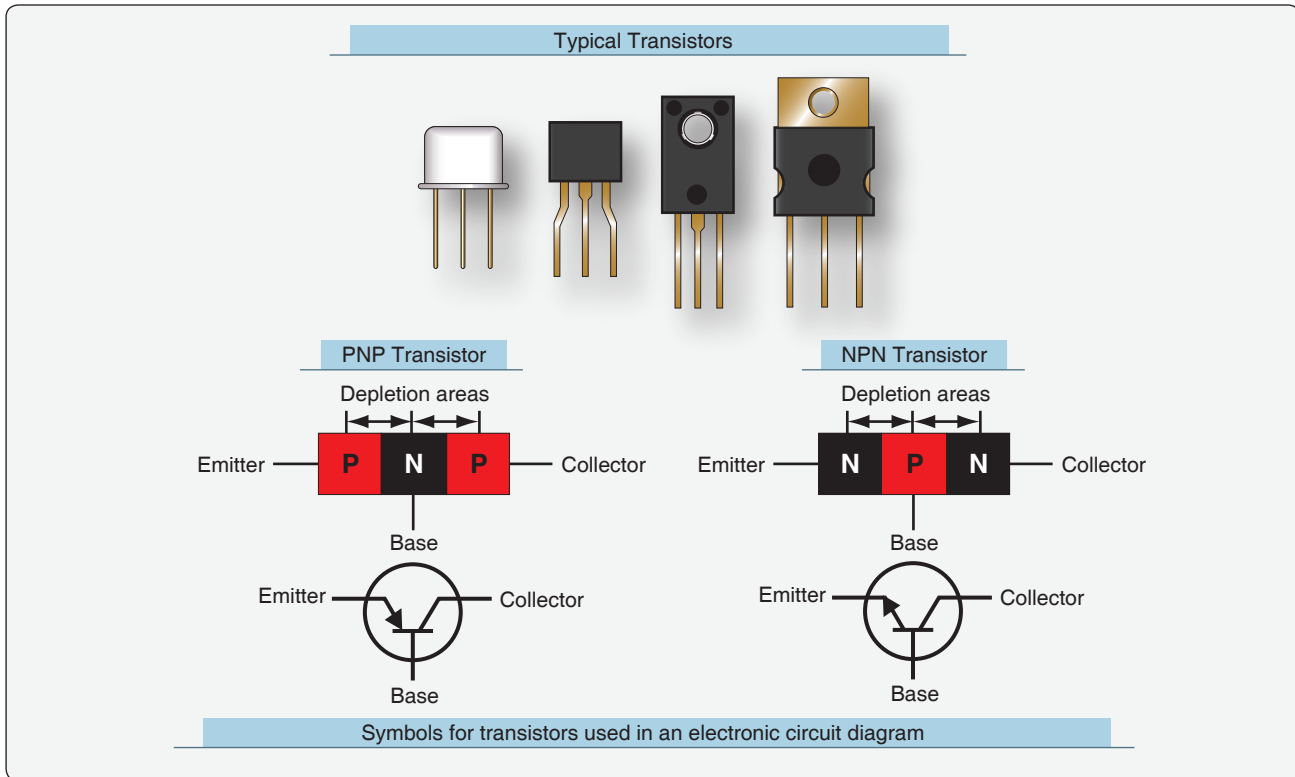 Typical Transistors
PNP Transistor
NPN Transistor
Depletion areas
Depletion areas
Emitter
P
N
P
Collector
Emitter
N
P
N
Collector
Base
Base
Emitter
Collector
Emitter
Collector
Base
Base
Symbols for transistors used in an electronic circuit diagram